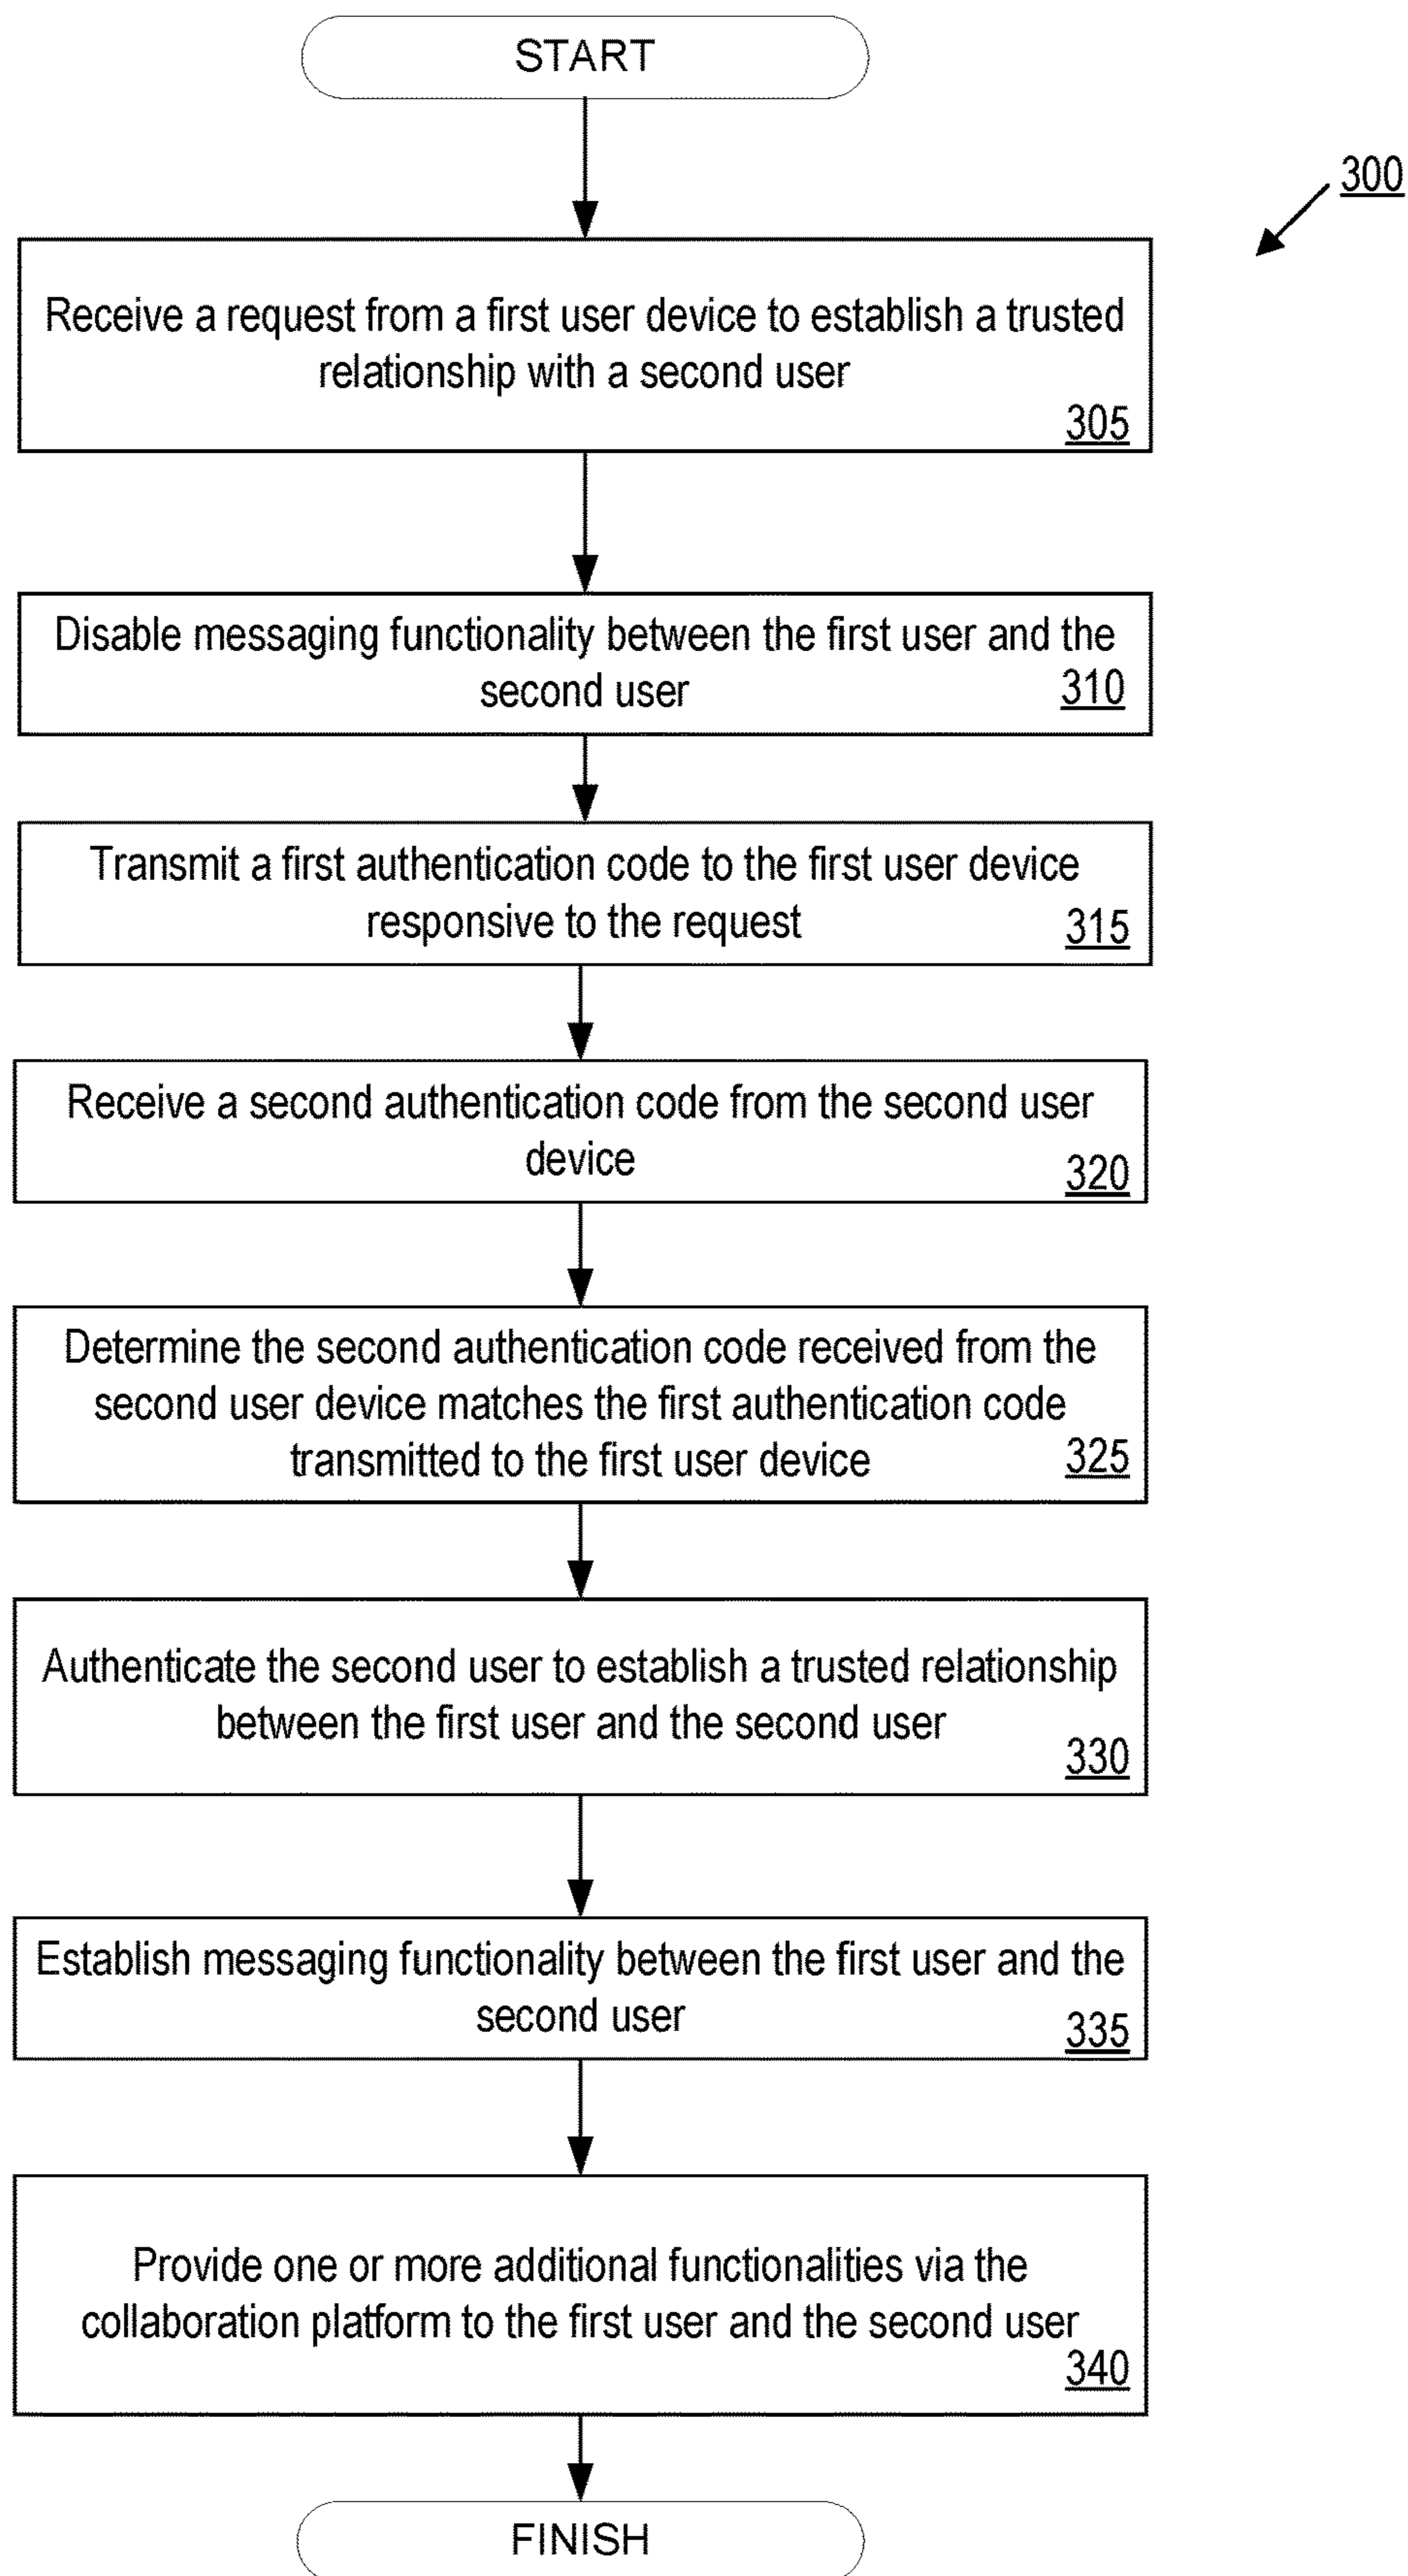 START
300
Receive a request from a first user device to establish a trusted
relationship with a second user
305
Disable messaging functionality between the first user and the
second user
310
Transmit a first authentication code to the first user device
responsive to the request
315
Receive a second authentication code from the second user
device
320
Determine the second authentication code received from the
second user device matches the first authentication code
transmitted to the first user device
325
Authenticate the second user to establish a trusted relationship
between the first user and the second user
330
Establish messaging functionality between the first user and the
second user
335
Provide one or more additional functionalities via the
collaboration platform to the first user and the second user
340
FINISH